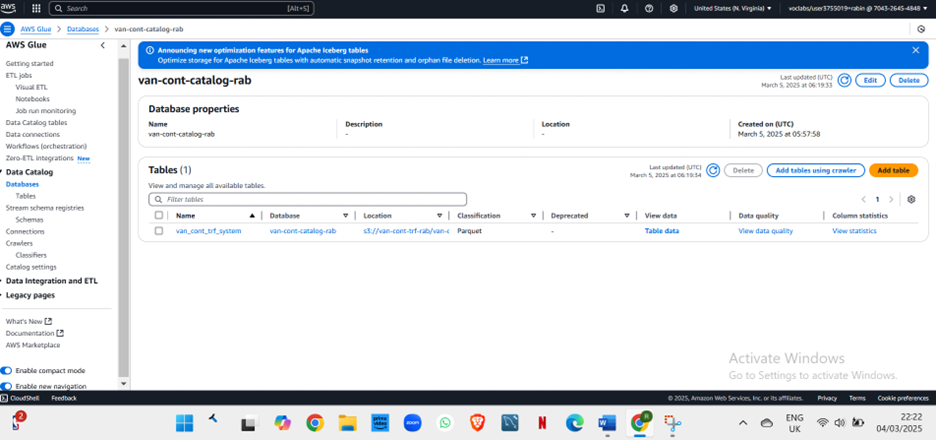 aws
Search
[Alt+S]
United States (N. Virginia)
voclabs/user3755019=rabin @ 7043-2645-4848
AWS Glue > Databases > van-cont-catalog-rab
AWS Glue
Getting started
ETL jobs
Visual ETL
Notebooks
Job run monitoring
Data Catalog tables
Data connections
Workflows (orchestration)
Zero-ETL integrations New
Data Catalog
Databases
Tables
Stream schema registries
Schemas
Connections
Crawlers
Classifiers
Catalog settings
Data Integration and ETL
Legacy pages
What's New
Documentation
AWS Marketplace
Enable compact mode
Enable new navigation
Announcing new optimization features for Apache Iceberg tables
Optimize storage for Apache Iceberg tables with automatic snapshot retention and orphan file deletion. Learn more
van-cont-catalog-rab
Last updated (UTC)
March 5, 2025 at 06:19:33
Edit
Delete
Database properties
Name
van-cont-catalog-rab
Description
-
Location
-
Created on (UTC)
March 5, 2025 at 05:57:58
Tables (1)
Last updated (UTC)
March 5, 2025 at 06:19:34
Delete
Add tables using crawler
Add table
View and manage all available tables.
Filter tables
1
Name Database Location Classification Deprecated View data Data quality Column statistics
van_cont_trf_system van-cont-catalog-rab s3://van-cont-trf-rab/van-c Parquet - Table data View data quality View statistics
Activate Windows
Go to Settings to activate Windows.
CloudShell Feedback
© 2025, Amazon Web Services, Inc. or its affiliates. Privacy Terms Cookie preferences
2
zoom
R
ENG
UK
22:22
04/03/2025